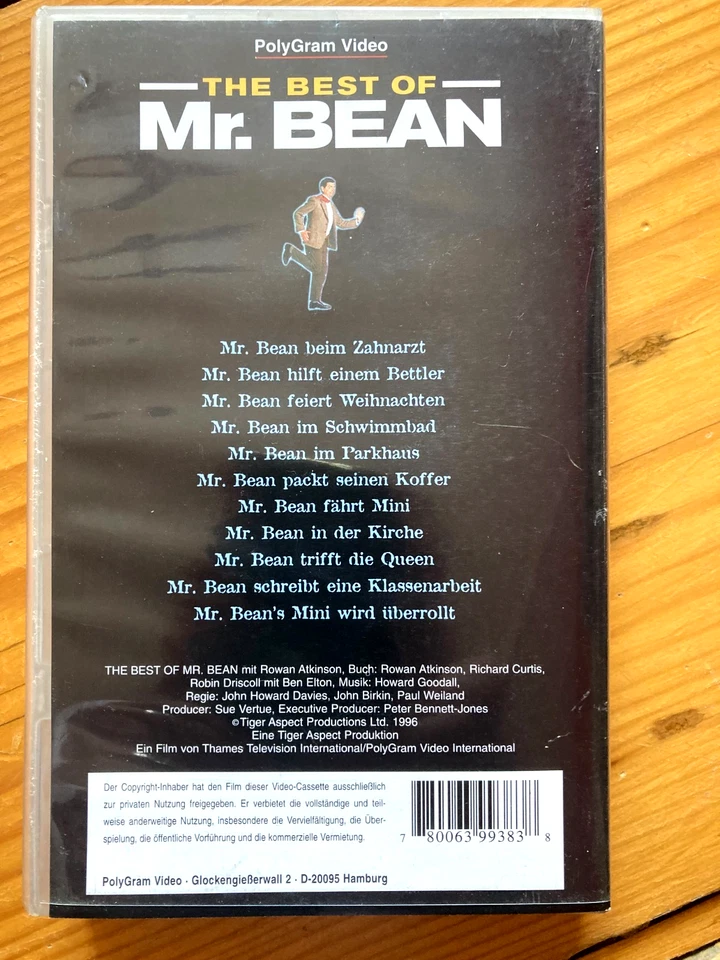 PolyGram Video
THE BEST OF
Mr. BEAN
Mr. Bean beim Zahnarzt
Mr. Bean hilft einem Bettler
Mr. Bean feiert Weihnachten
Mr. Bean im Schwimmbad
Mr. Bean im Parkhaus
Mr. Bean packt seinen Koffer
Mr. Bean fährt Mini
Mr. Bean in der Kirche
Mr. Bean trifft die Queen
Mr. Bean schreibt eine Klassenarbeit
Mr. Bean's Mini wird überrollt
THE BEST OF MR. BEAN mit Rowan Atkinson, Buch: Rowan Atkinson, Richard Curtis,
Robin Driscoll mit Ben Elton, Musik: Howard Goodall,
Regie: John Howard Davies, John Birkin, Paul Weiland
Producer: Sue Vertue, Executive Producer: Peter Bennett-Jones
©Tiger Aspect Productions Ltd. 1996
Eine Tiger Aspect Produktion
Ein Film von Thames Television International/PolyGram Video International
Der Copyright-Inhaber hat den Film dieser Video-Cassette ausschließlich
zur privaten Nutzung freigegeben. Er verbietet die vollständige und teil-
weise anderweitige Nutzung, insbesondere die Vervielfältigung, die Über-
spielung, die öffentliche Vorführung und die kommerzielle Vermietung.
7 80063 99383 8
PolyGram Video · Glockengießerwall 2 · D-20095 Hamburg